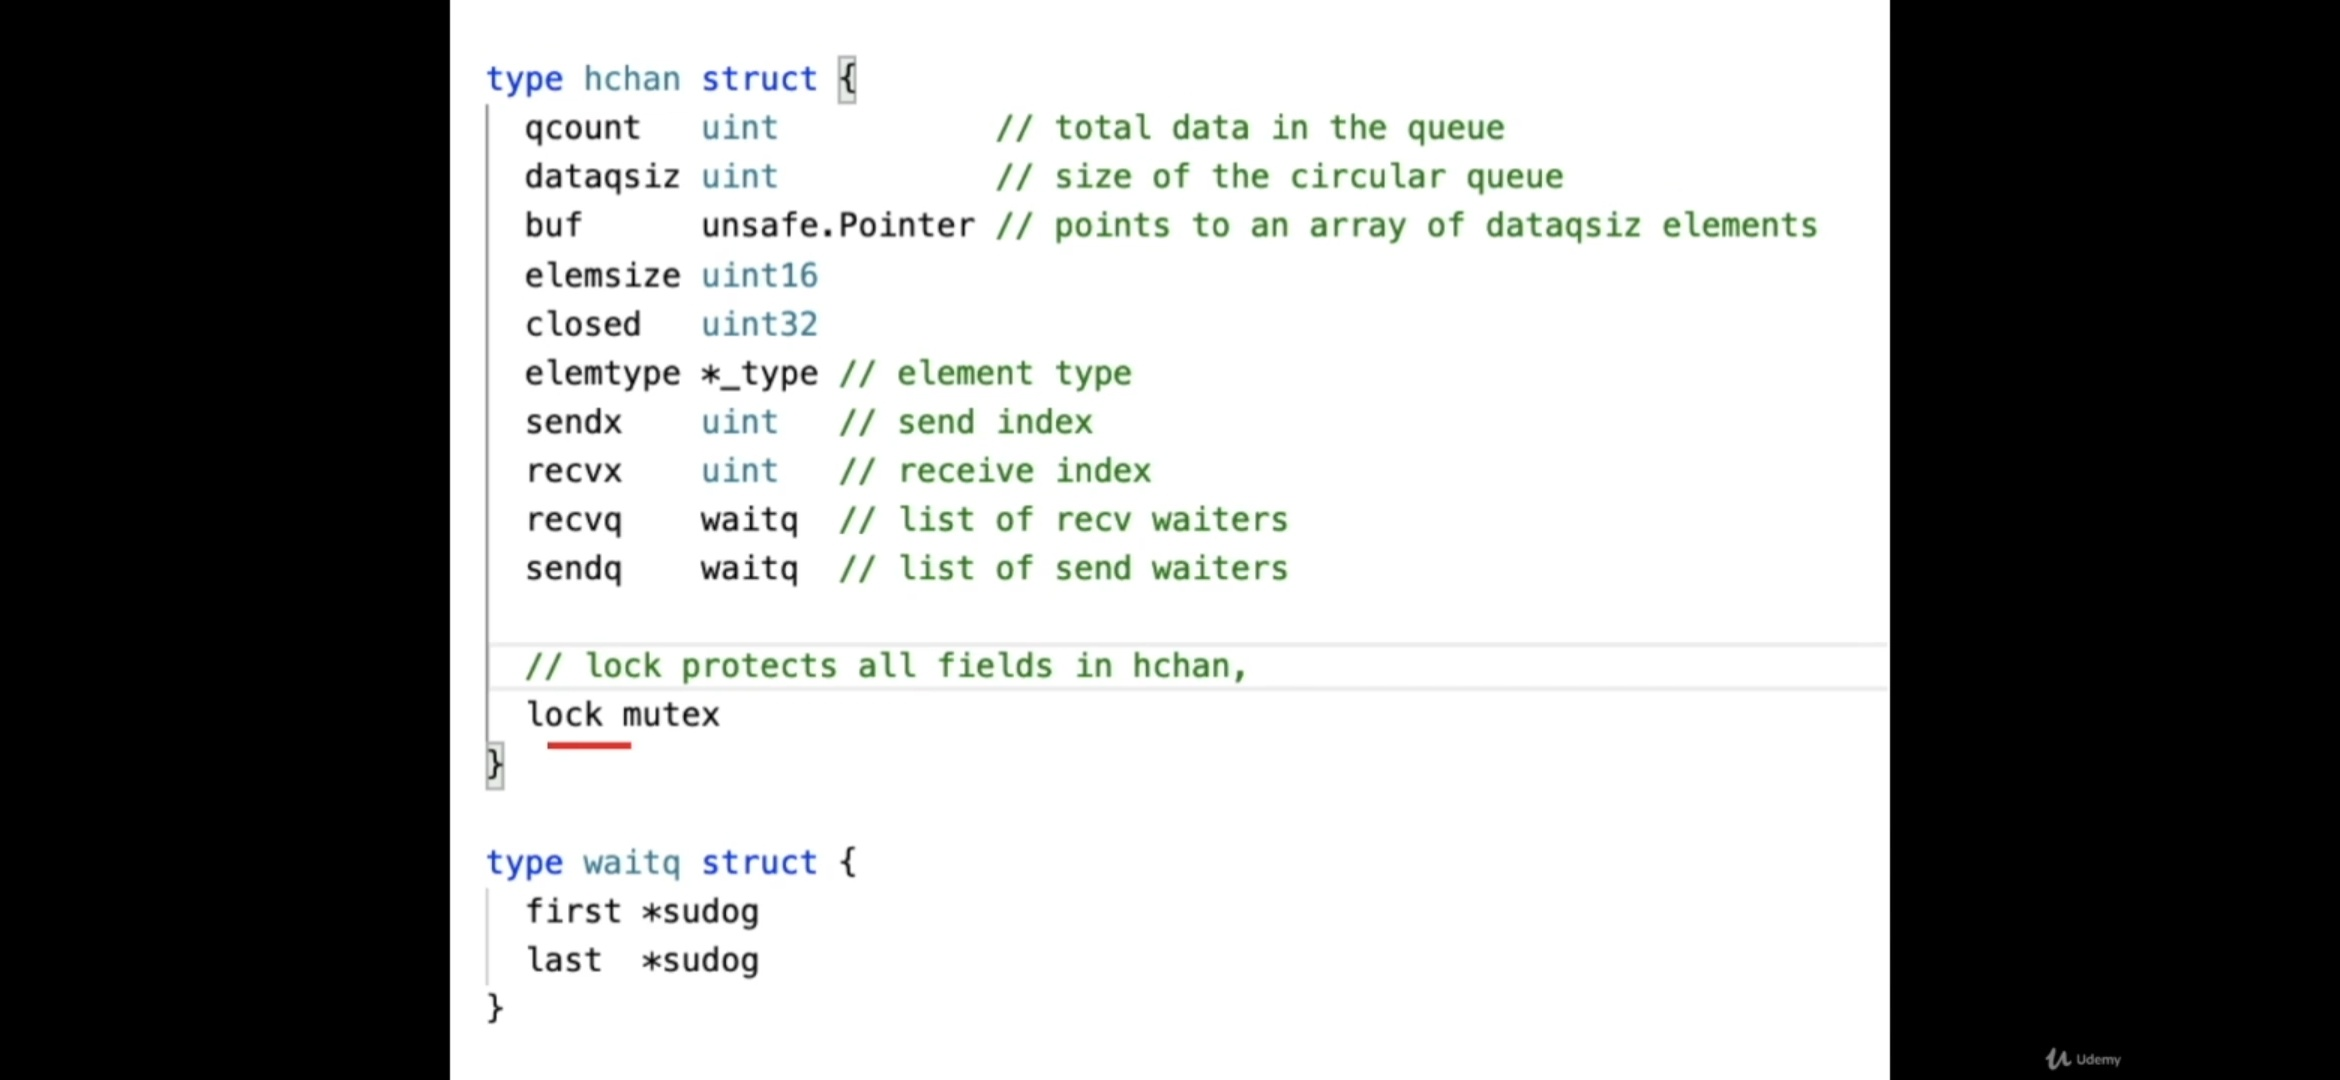 type hchan struct {
qcount   uint           // total data in the queue
dataqsiz uint           // size of the circular queue
buf      unsafe.Pointer // points to an array of dataqsiz elements
elemsize uint16
closed   uint32
elemtype *_type // element type
sendx    uint   // send index
recvx    uint   // receive index
recvq    waitq  // list of recv waiters
sendq    waitq  // list of send waiters
// lock protects all fields in hchan,
lock mutex
}
type waitq struct {
first *sudog
last  *sudog
}
Udemy